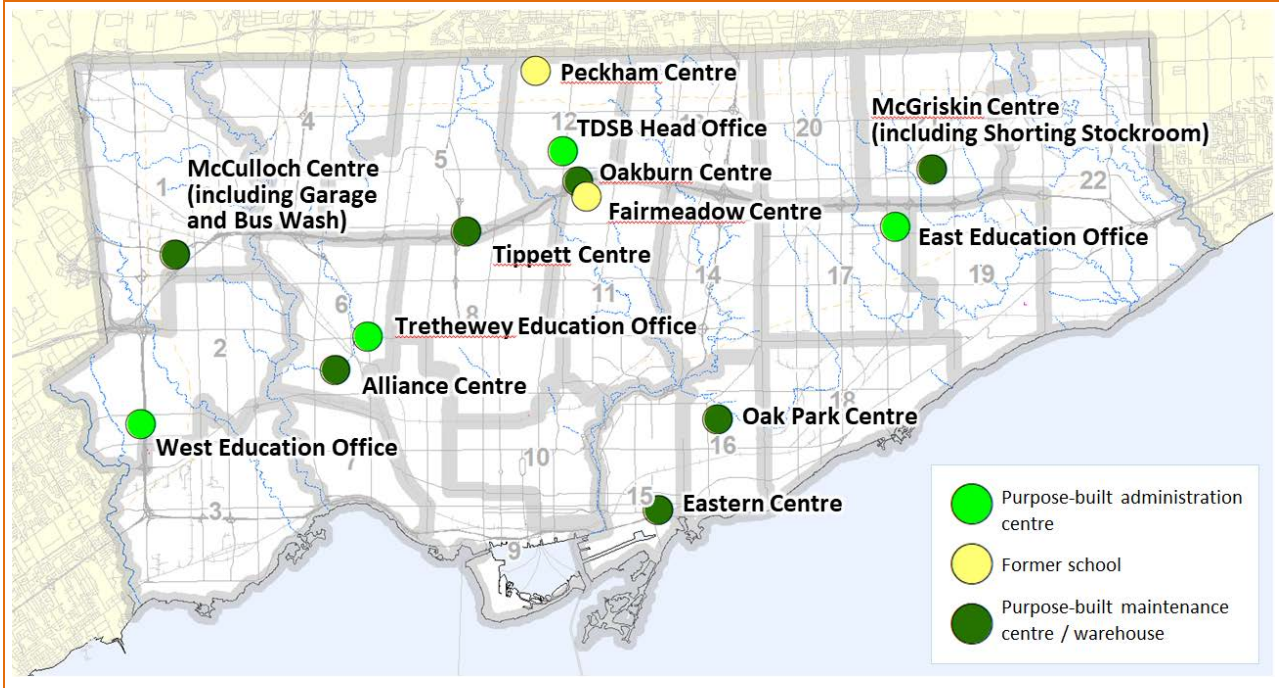 Peckham Centre
McGriskin Centre
(including Shorting Stockroom)
4
12
13
20
TDSB Head Office
5
McCulloch Centre
(including Garage
and Bus Wash)
1
Oakburn Centre
22
Fairmeadow Centre
East Education Office
Tippett Centre
14
17
19
11
6
8
Trethewey Education Office
2
Alliance Centre
18
Oak Park Centre
16
West Education Office
7
10
3
15
Eastern Centre
9
Purpose-built administration
centre
Former school
Purpose-built maintenance
centre / warehouse